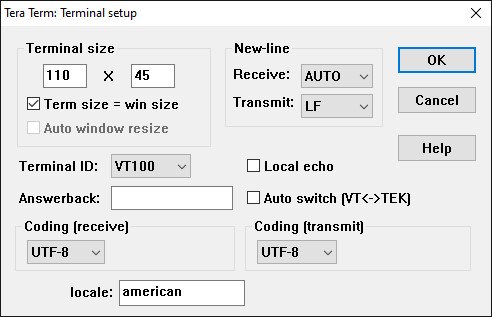 Tera Term: Terminal setup
Terminal size
110 X 45
Term size = win size
Auto window resize
New-line
Receive: AUTO
Transmit: LF
OK
Cancel
Help
Terminal ID: VT100
Local echo
Answerback:
Auto switch (VT<->TEK)
Coding (receive)
UTF-8
Coding (transmit)
UTF-8
locale: american